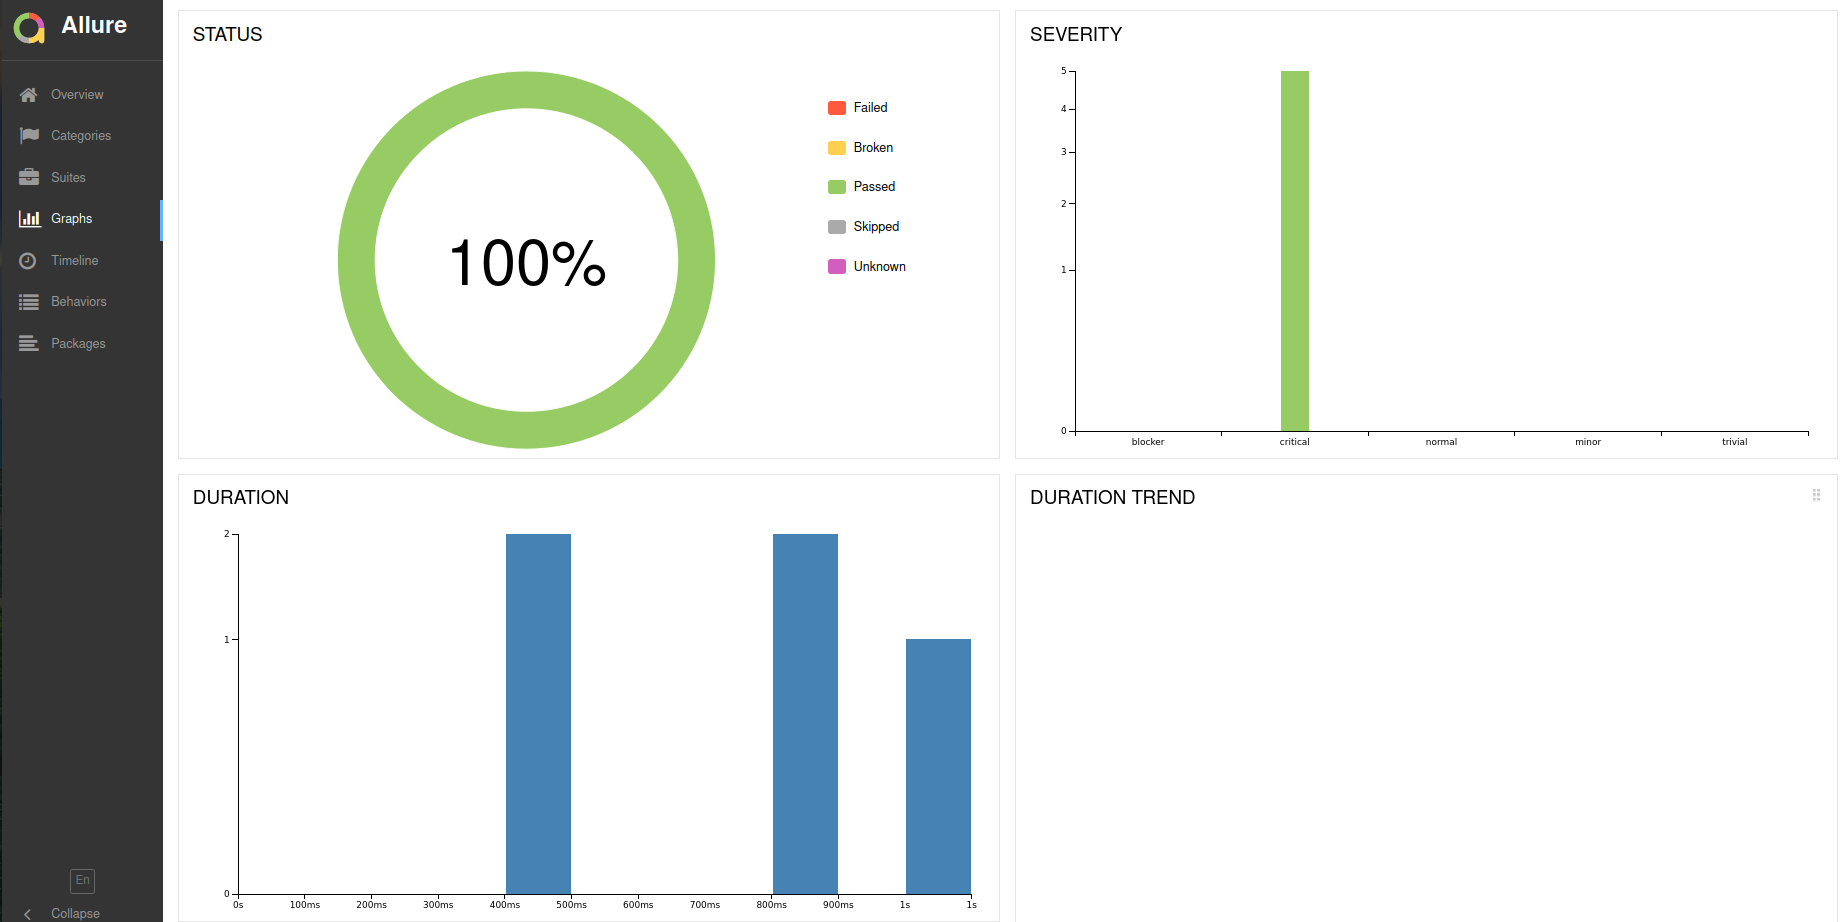 Allure
Overview
Categories
Suites
Graphs
Timeline
Behaviors
Packages
En
Collapse
STATUS
100%
Failed
Broken
Passed
Skipped
Unknown
SEVERITY
5
4
3
2
1
0
blocker critical normal minor trivial
DURATION
2
1
0
0s 100ms 200ms 300ms 400ms 500ms 600ms 700ms 800ms 900ms 1s 1s
DURATION TREND